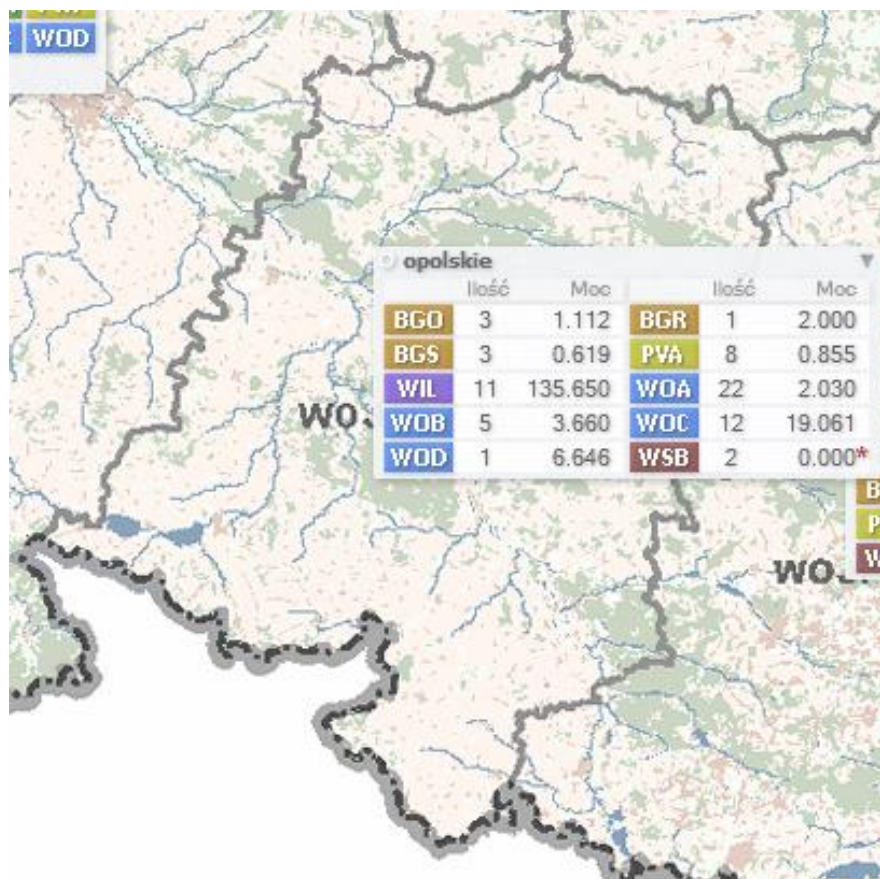 WOD
opolskie
Ilość Moc Ilość Moc
BGO 3 1.112 BGR 1 2.000
BGS 3 0.619 PVA 8 0.855
WIL 11 135.650 WOA 22 2.030
WOB 5 3.660 WOC 12 19.061
WOD 1 6.646 WSB 2 0.000*